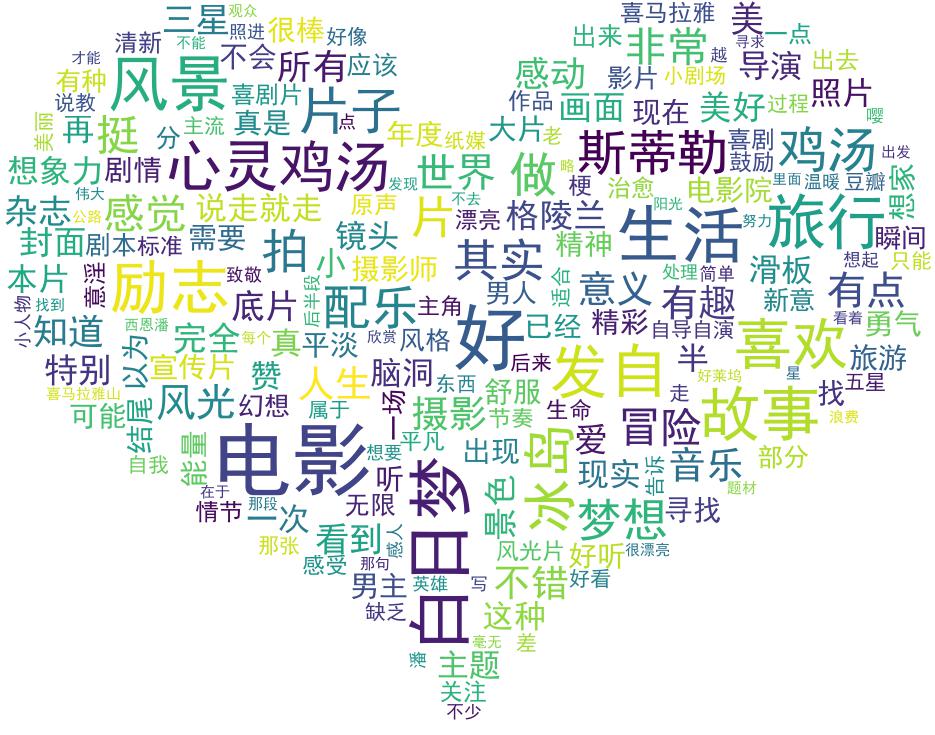 三星
观众
照进
很棒
好像
喜马拉雅
美
寻求
一点
清新
不能
不会
所有
应该
出来
非常
越
导演
出去
才能
有种
风景
喜剧片
片子
感动
影片
小剧场
照片
说教
作品
画面
现在
美好
过程
嘤
美丽
再
挺
分
主流
真是
点
年度
纸媒
大片
老
斯蒂勒
喜剧
鼓励
鸡汤
出发
想象力
剧情
心灵鸡汤
发现
世界
做
略
梗
治愈
电影院
里面
温暖
豆瓣
想家
伟大
杂志
公路
感觉
说走就走
原声
片
不去
漂亮
格陵兰
阳光
生活
努力
旅行
封面
剧本
标准
需要
拍
镜头
其实
精神
瞬间
本片
意淫
励志
致敬
小
摄影师
男人
适合
意义
处理
简单
滑板
想起
只能
有点
小人物
找到
底片
后半段
配乐
主角
有趣
新意
知道
西恩潘
完全
每个
真
平淡
欣赏
风格
好
已经
精彩
自导自演
看着
勇气
特别
以为
宣传片
赞
人生
脑洞
后来
发自
半
喜欢
旅游
喜马拉雅山
可能
结尾
风光
幻想
属于
一场
东西
舒服
摄影
节奏
生命
走
好莱坞
星
找
五星
故事
浪费
自我
能量
电影
想要
平凡
出现
冰岛
爱
冒险
现实
告诉
音乐
部分
在于
情节
那段
一次
听
无限
白日梦
景色
梦想
题材
寻找
那张
看到
感人
感受
那句
风光片
好听
很漂亮
男主
英雄
写
不错
好看
缺乏
这种
毫无
差
潘
主题
关注
不少